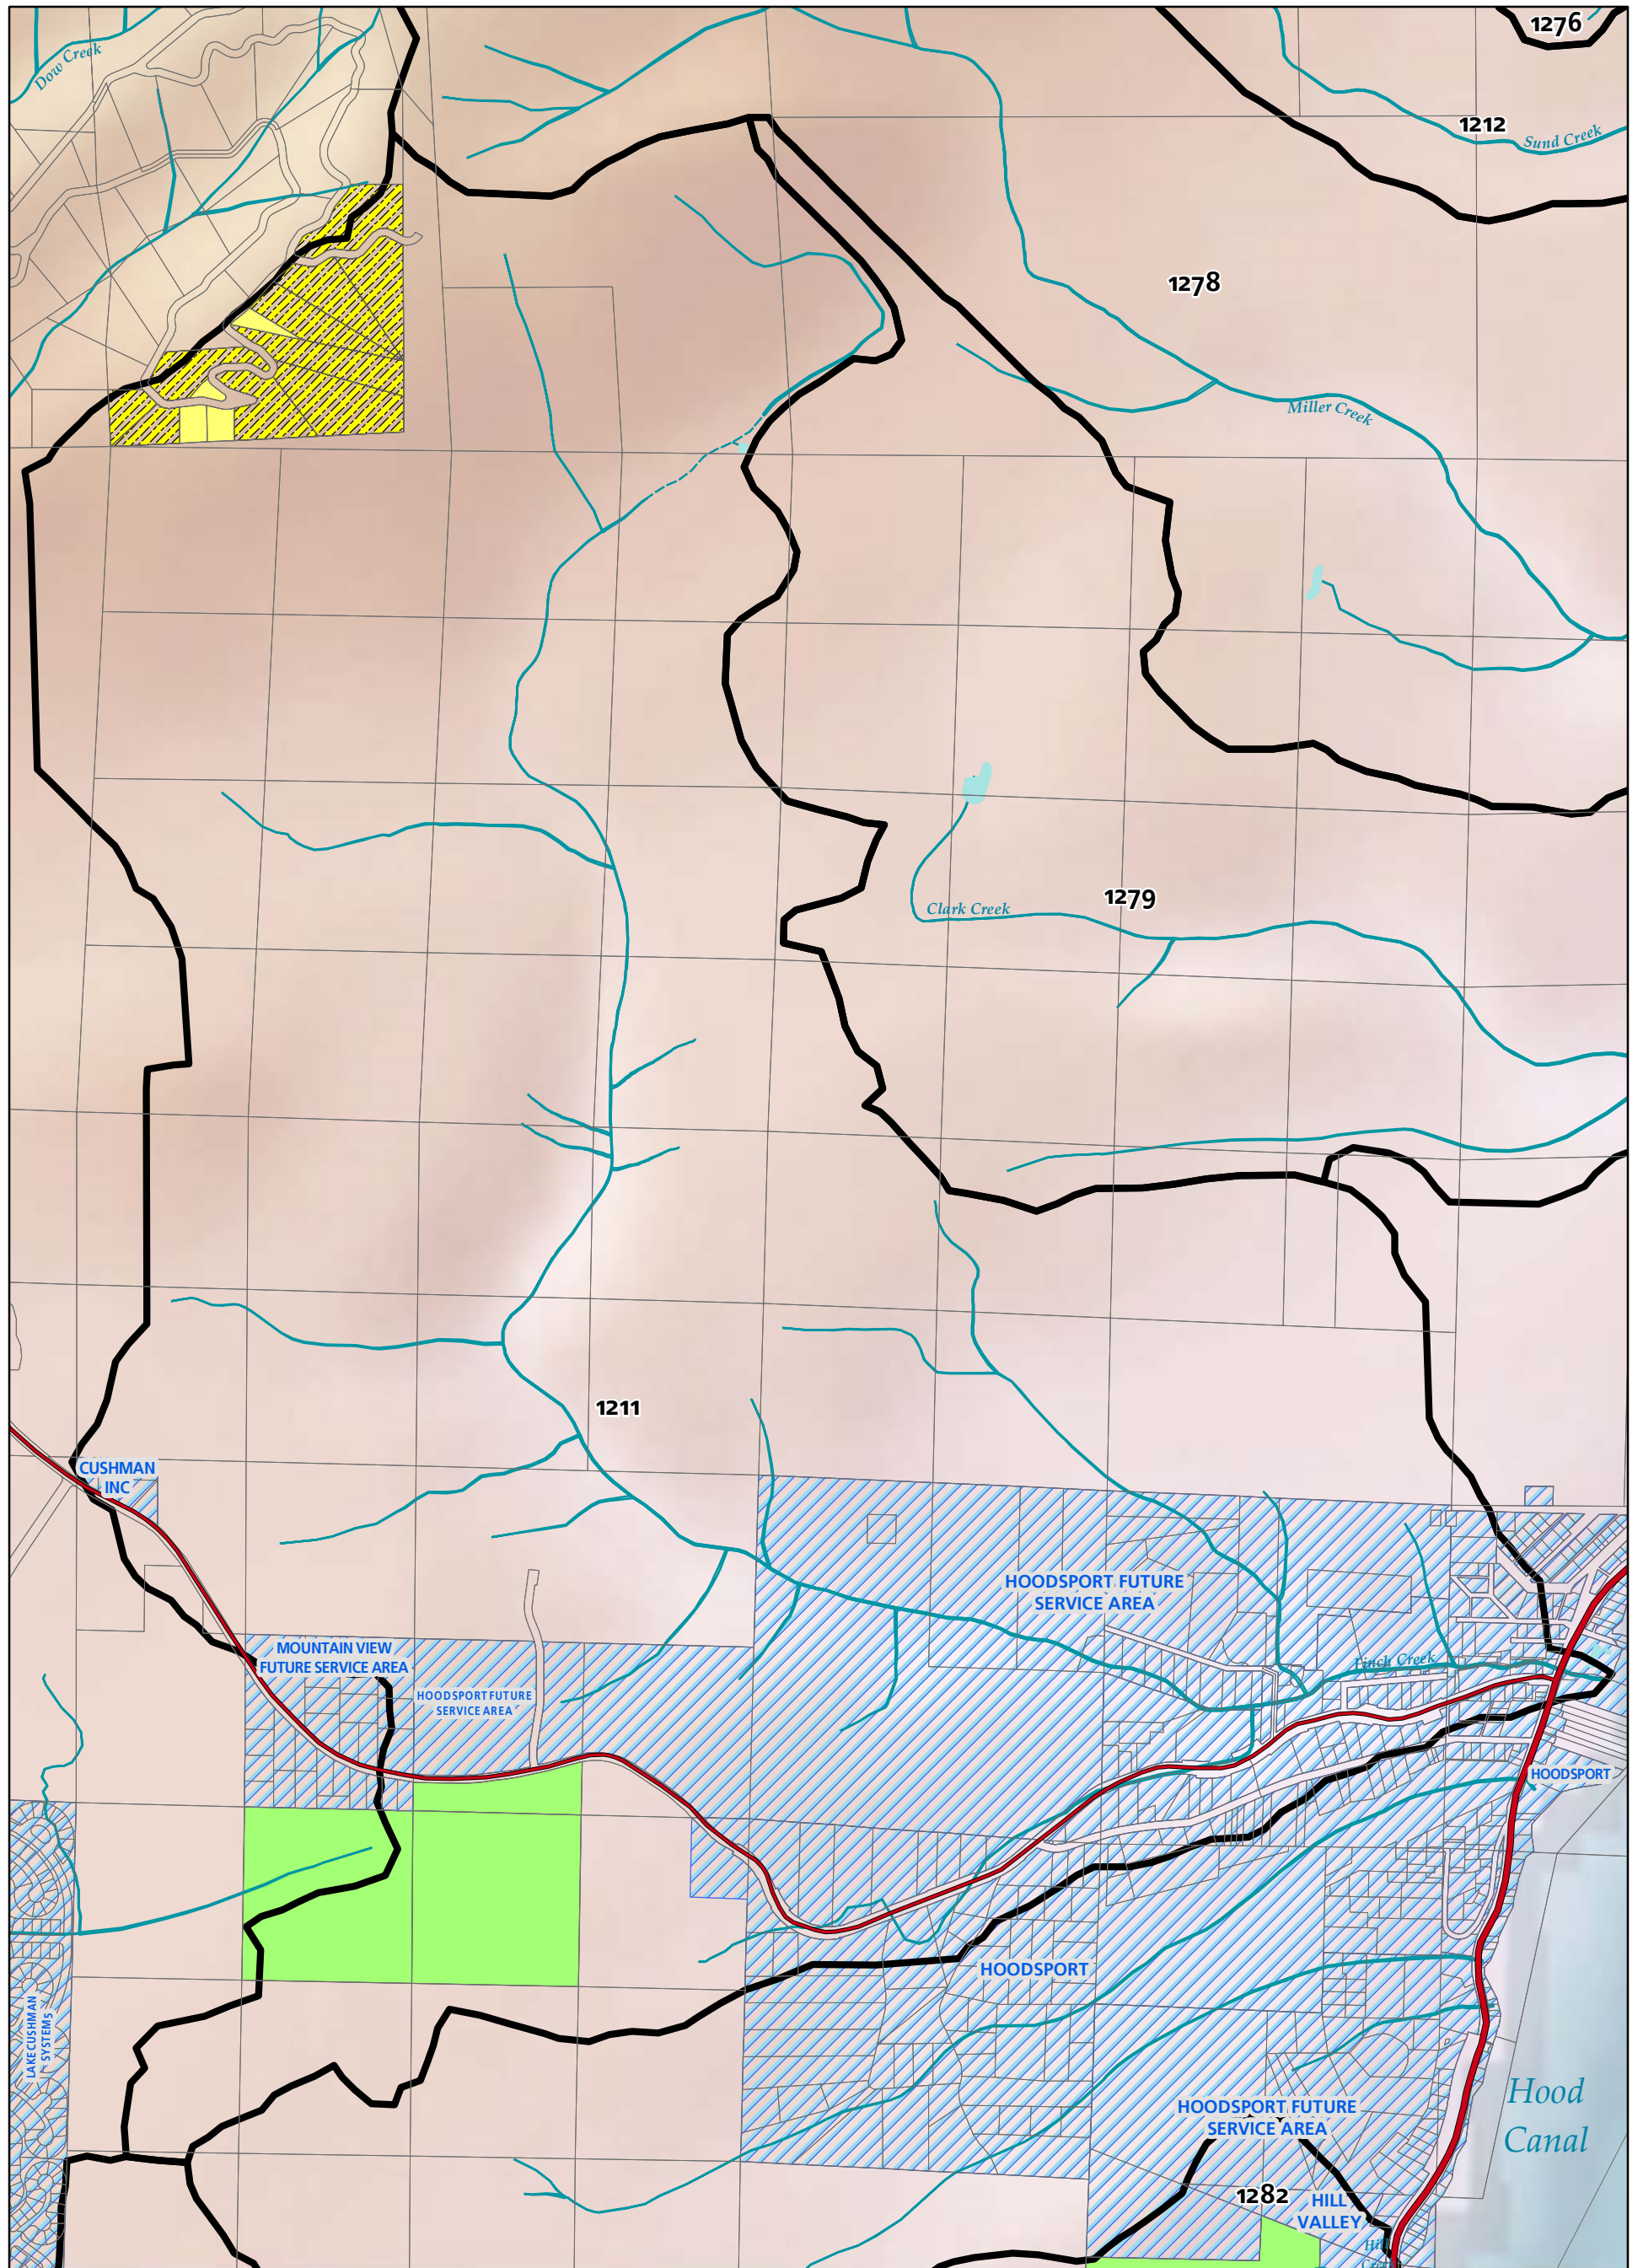 1276
Dow Creek
1212
Sund Creek
1278
Miller Creek
1279
Clark Creek
1211
CUSHMAN
INC
HOODSPORT FUTURE
SERVICE AREA
MOUNTAIN VIEW
FUTURE SERVICE AREA
Finch Creek
HOODSPORT FUTURE
SERVICE AREA
HOODSPORT
HOODSPORT
LAKE CUSHMAN
SYSTEMS
Hood
Canal
HOODSPORT FUTURE
SERVICE AREA
1282
HILL
VALLEY
Hill
Creek